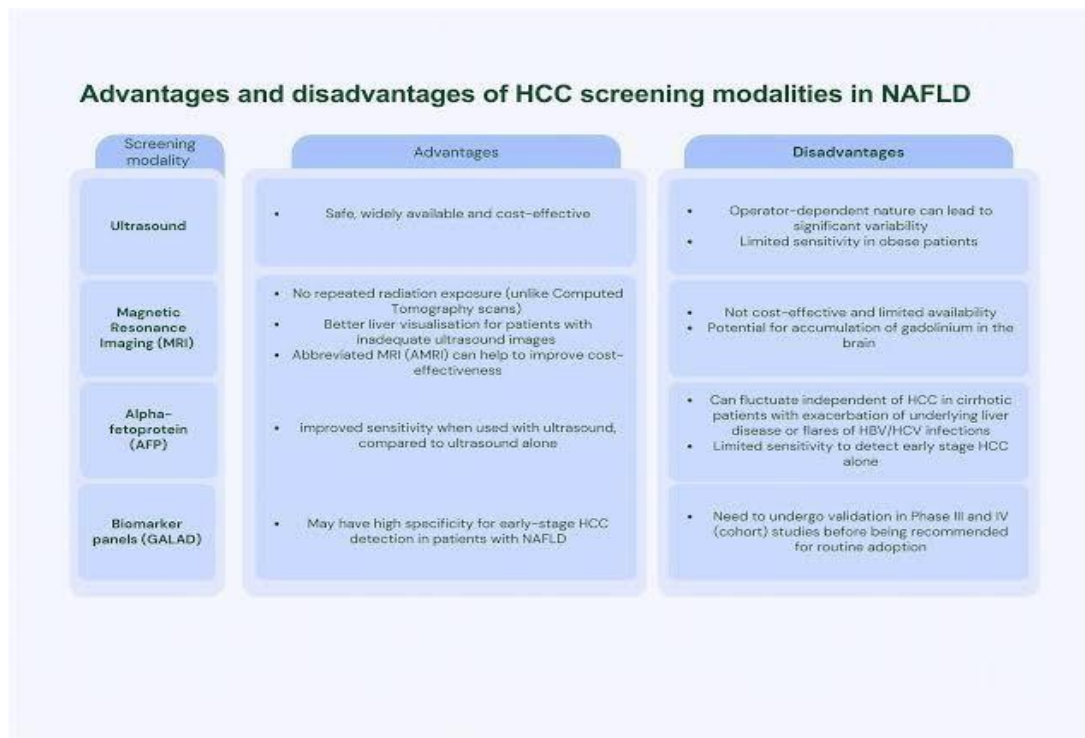 Advantages and disadvantages of HCC screening modalities in NAFLD
Screening
modality
Advantages
Disadvantages
Ultrasound
• Safe, widely available and cost-effective
• Operator-dependent nature can lead to
significant variability
• Limited sensitivity in obese patients
Magnetic
Resonance
Imaging (MRI)
• No repeated radiation exposure (unlike Computed
Tomography scans)
• Better liver visualisation for patients with
inadequate ultrasound images
• Abbreviated MRI (AMRI) can help to improve cost-
effectiveness
• Not cost-effective and limited availability
• Potential for accumulation of gadolinium in the
brain
Alpha-
fetoprotein
(AFP)
• improved sensitivity when used with ultrasound,
compared to ultrasound alone
• Can fluctuate independent of HCC in cirrhotic
patients with exacerbation of underlying liver
disease or flares of HBV/HCV infections
• Limited sensitivity to detect early stage HCC
alone
Biomarker
panels (GALAD)
• May have high specificity for early-stage HCC
detection in patients with NAFLD
• Need to undergo validation in Phase III and IV
(cohort) studies before being recommended
for routine adoption